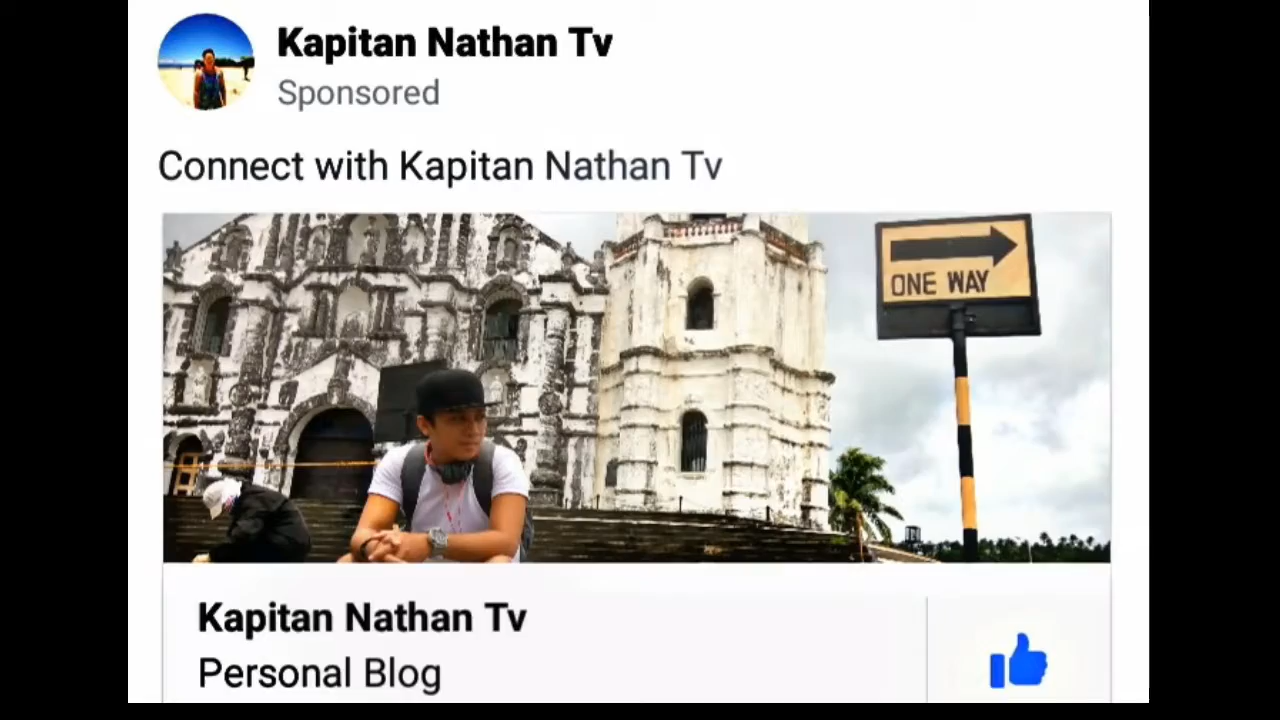 Kapitan Nathan Tv
Sponsored
Connect with Kapitan Nathan Tv
ONE WAY
Kapitan Nathan Tv
Personal Blog